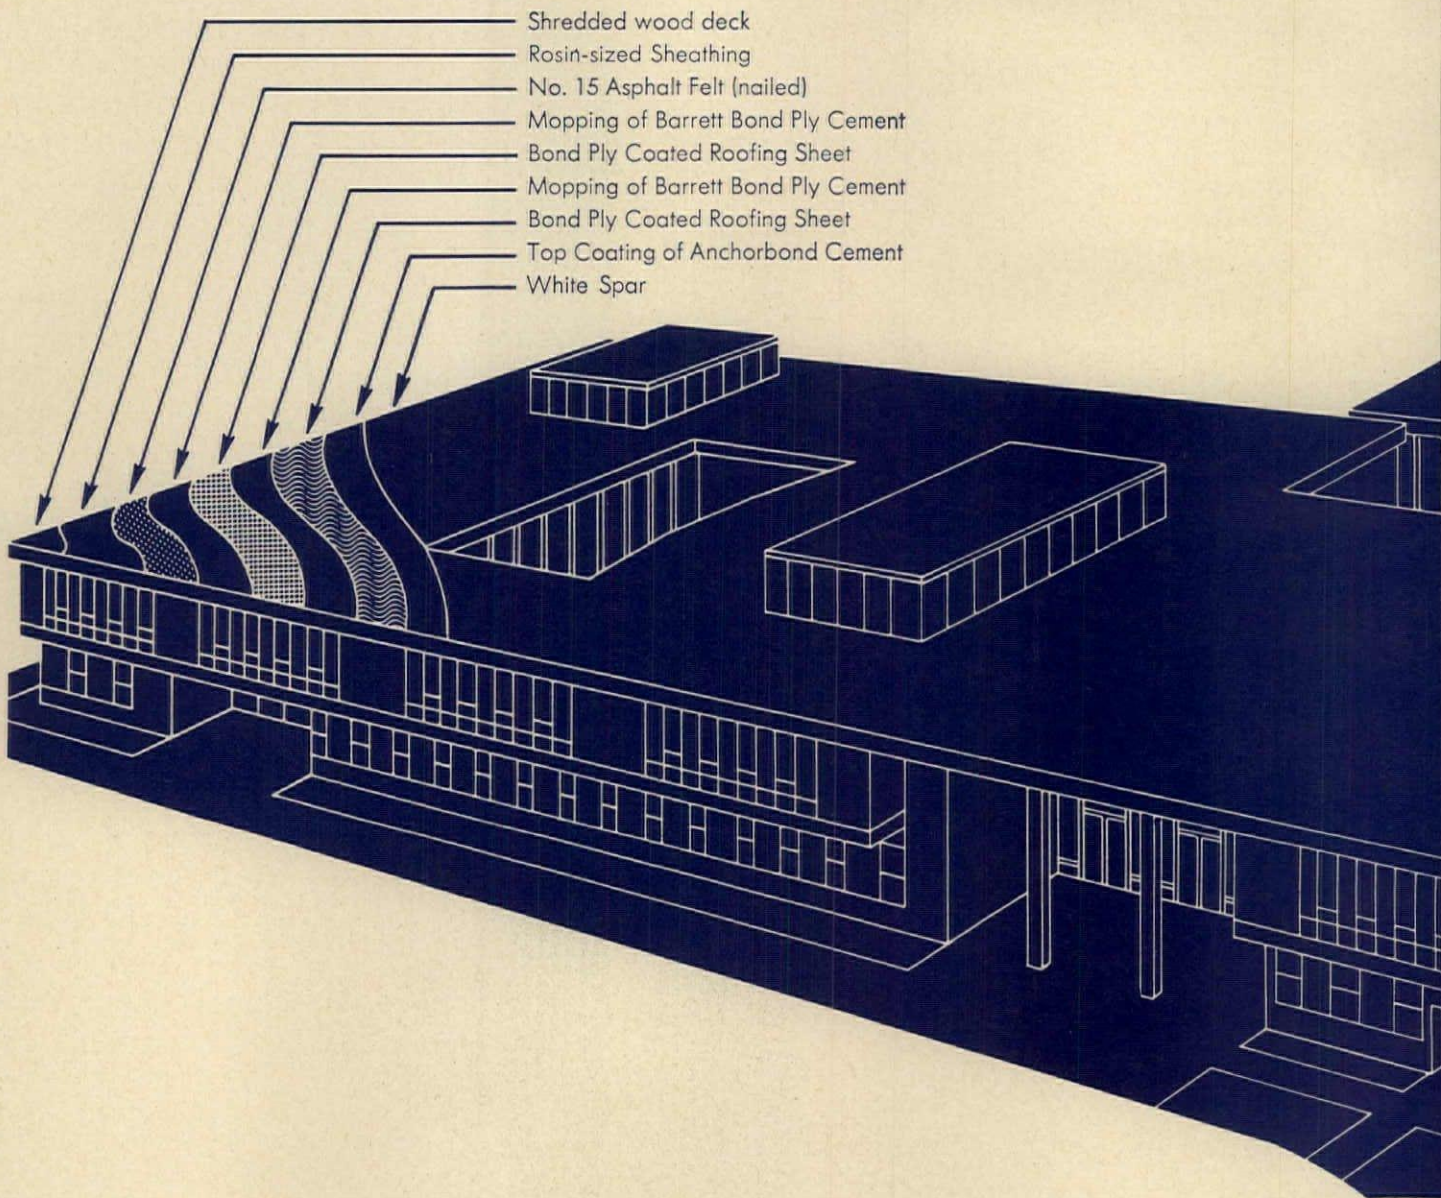 Shredded wood deck
Rosin-sized Sheathing
No. 15 Asphalt Felt (nailed)
Mopping of Barrett Bond Ply Cement
Bond Ply Coated Roofing Sheet
Mopping of Barrett Bond Ply Cement
Bond Ply Coated Roofing Sheet
Top Coating of Anchorbond Cement
White Spar